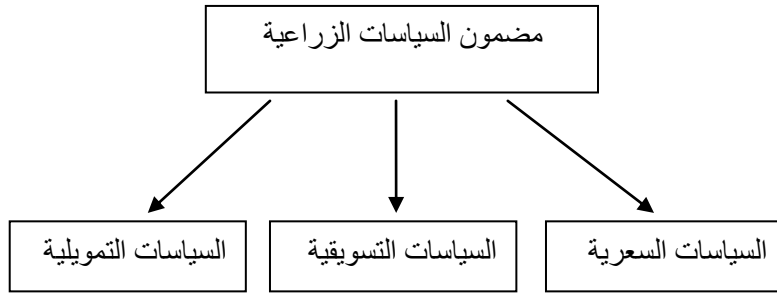 مضمون السياسات الزراعية
السياسات السعرية
السياسات التسويقية
السياسات التمويلية